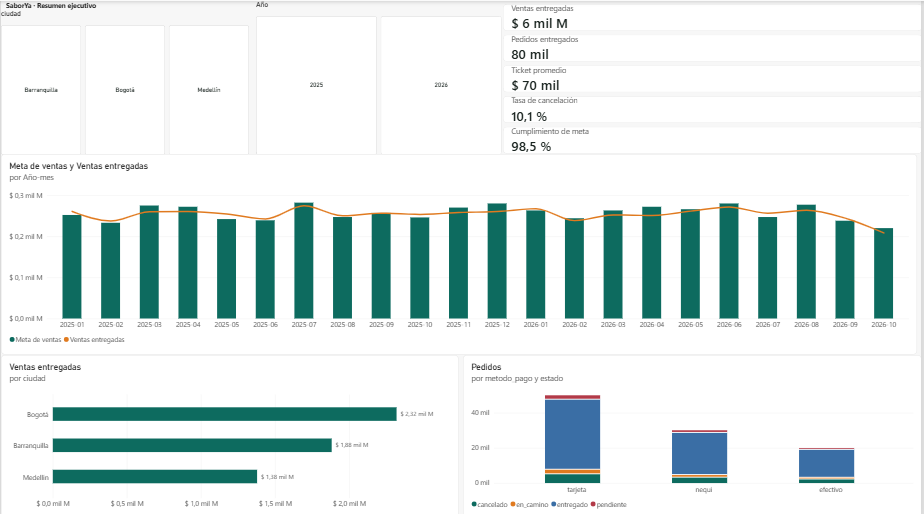 SaborYa - Resumen ejecutivo
ciudad
Barranquilla
Bogotá
Medellín
Año
2025
2026
Ventas entregadas
$ 6 mil M
Pedidos entregados
80 mil
Ticket promedio
$ 70 mil
Tasa de cancelación
10,1 %
Cumplimiento de meta
98,5 %
Meta de ventas y Ventas entregadas
por Año-mes
$ 0,3 mil M
$ 0,2 mil M
$ 0,1 mil M
$ 0,0 mil M
2025-01 2025-02 2025-03 2025-04 2025-05 2025-06 2025-07 2025-08 2025-09 2025-10 2025-11 2025-12 2026-01 2026-02 2026-03 2026-04 2026-05 2026-06 2026-07 2026-08 2026-09 2026-10
Meta de ventas Ventas entregadas
Ventas entregadas
por ciudad
Bogotá $ 2,32 mil M
Barranquilla $ 1,88 mil M
Medellín $ 1,38 mil M
$ 0,0 mil M $ 0,5 mil M $ 1,0 mil M $ 1,5 mil M $ 2,0 mil M
Pedidos
por metodo_pago y estado
40 mil
20 mil
0 mil
tarjeta nequi efectivo
cancelado en_camino entregado pendiente